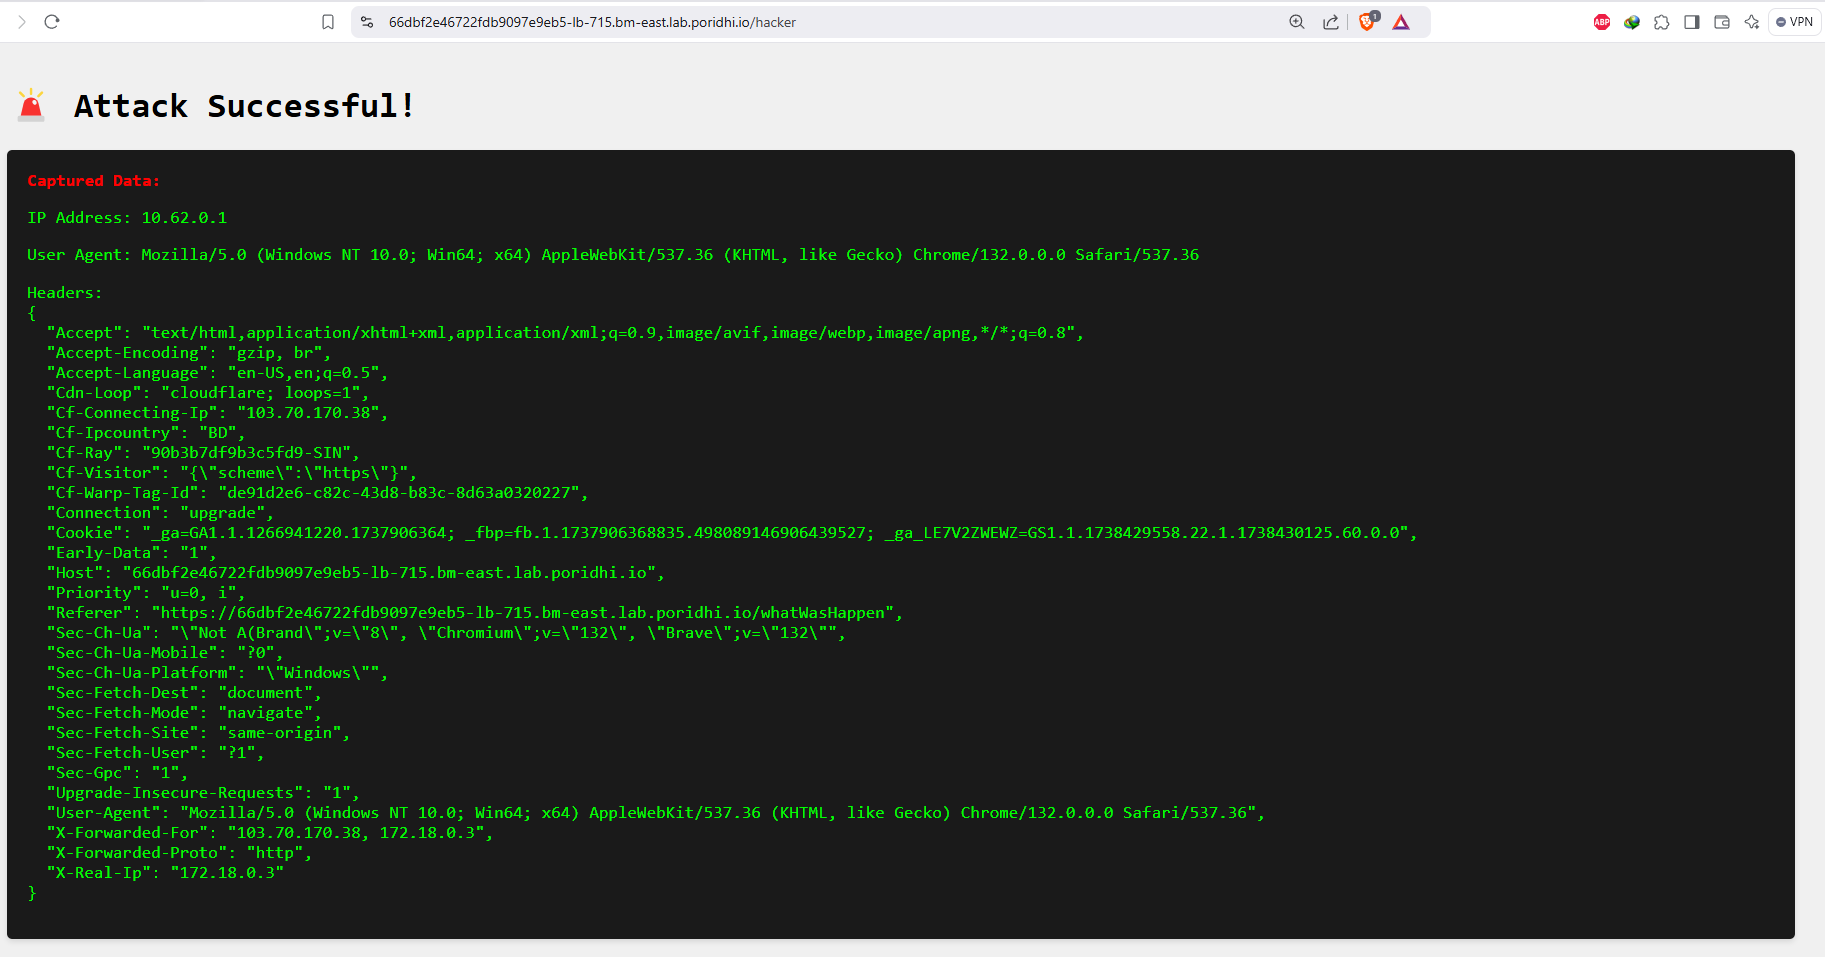 66dbf2e46722fdb9097e9eb5-lb-715.bm-east.lab.poridhi.io/hacker
1
ABP
VPN
Attack Successful!
Captured Data:
IP Address: 10.62.0.1
User Agent: Mozilla/5.0 (Windows NT 10.0; Win64; x64) AppleWebKit/537.36 (KHTML, like Gecko) Chrome/132.0.0.0 Safari/537.36
Headers:
{
  "Accept": "text/html,application/xhtml+xml,application/xml;q=0.9,image/avif,image/webp,image/apng,*/*;q=0.8",
  "Accept-Encoding": "gzip, br",
  "Accept-Language": "en-US,en;q=0.5",
  "Cdn-Loop": "cloudflare; loops=1",
  "Cf-Connecting-Ip": "103.70.170.38",
  "Cf-Ipcountry": "BD",
  "Cf-Ray": "90b3b7df9b3c5fd9-SIN",
  "Cf-Visitor": "{\"scheme\":\"https\"}",
  "Cf-Warp-Tag-Id": "de91d2e6-c82c-43d8-b83c-8d63a0320227",
  "Connection": "upgrade",
  "Cookie": "_ga=GA1.1.1266941220.1737906364; _fbp=fb.1.1737906368835.498089146906439527; _ga_LE7V2ZWEWZ=GS1.1.1738429558.22.1.1738430125.60.0.0",
  "Early-Data": "1",
  "Host": "66dbf2e46722fdb9097e9eb5-lb-715.bm-east.lab.poridhi.io",
  "Priority": "u=0, i",
  "Referer": "https://66dbf2e46722fdb9097e9eb5-lb-715.bm-east.lab.poridhi.io/whatWasHappen",
  "Sec-Ch-Ua": "\"Not A(Brand\";v=\"8\", \"Chromium\";v=\"132\", \"Brave\";v=\"132\"",
  "Sec-Ch-Ua-Mobile": "?0",
  "Sec-Ch-Ua-Platform": "\"Windows\"",
  "Sec-Fetch-Dest": "document",
  "Sec-Fetch-Mode": "navigate",
  "Sec-Fetch-Site": "same-origin",
  "Sec-Fetch-User": "?1",
  "Sec-Gpc": "1",
  "Upgrade-Insecure-Requests": "1",
  "User-Agent": "Mozilla/5.0 (Windows NT 10.0; Win64; x64) AppleWebKit/537.36 (KHTML, like Gecko) Chrome/132.0.0.0 Safari/537.36",
  "X-Forwarded-For": "103.70.170.38, 172.18.0.3",
  "X-Forwarded-Proto": "http",
  "X-Real-Ip": "172.18.0.3"
}